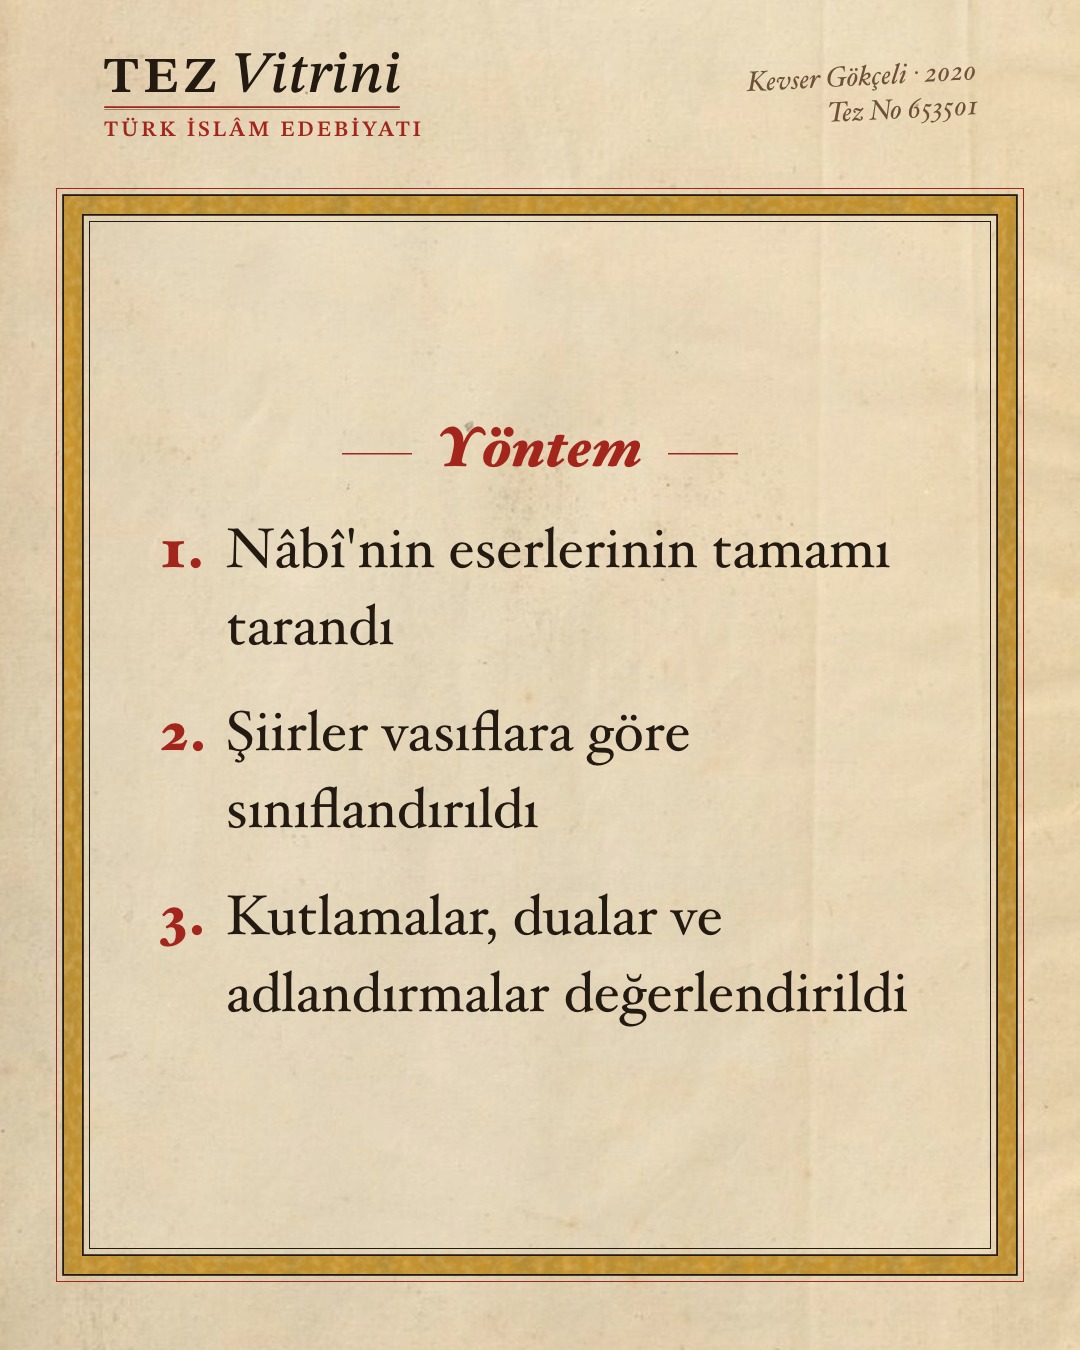 TEZ Vitrini
TÜRK İSLÂM EDEBİYATI
Kevser Gökçeli · 2020
Tez No 653501
Yöntem
1. Nâbî'nin eserlerinin tamamı
tarandı
2. Şiirler vasıflara göre
sınıflandırıldı
3. Kutlamalar, dualar ve
adlandırmalar değerlendirildi